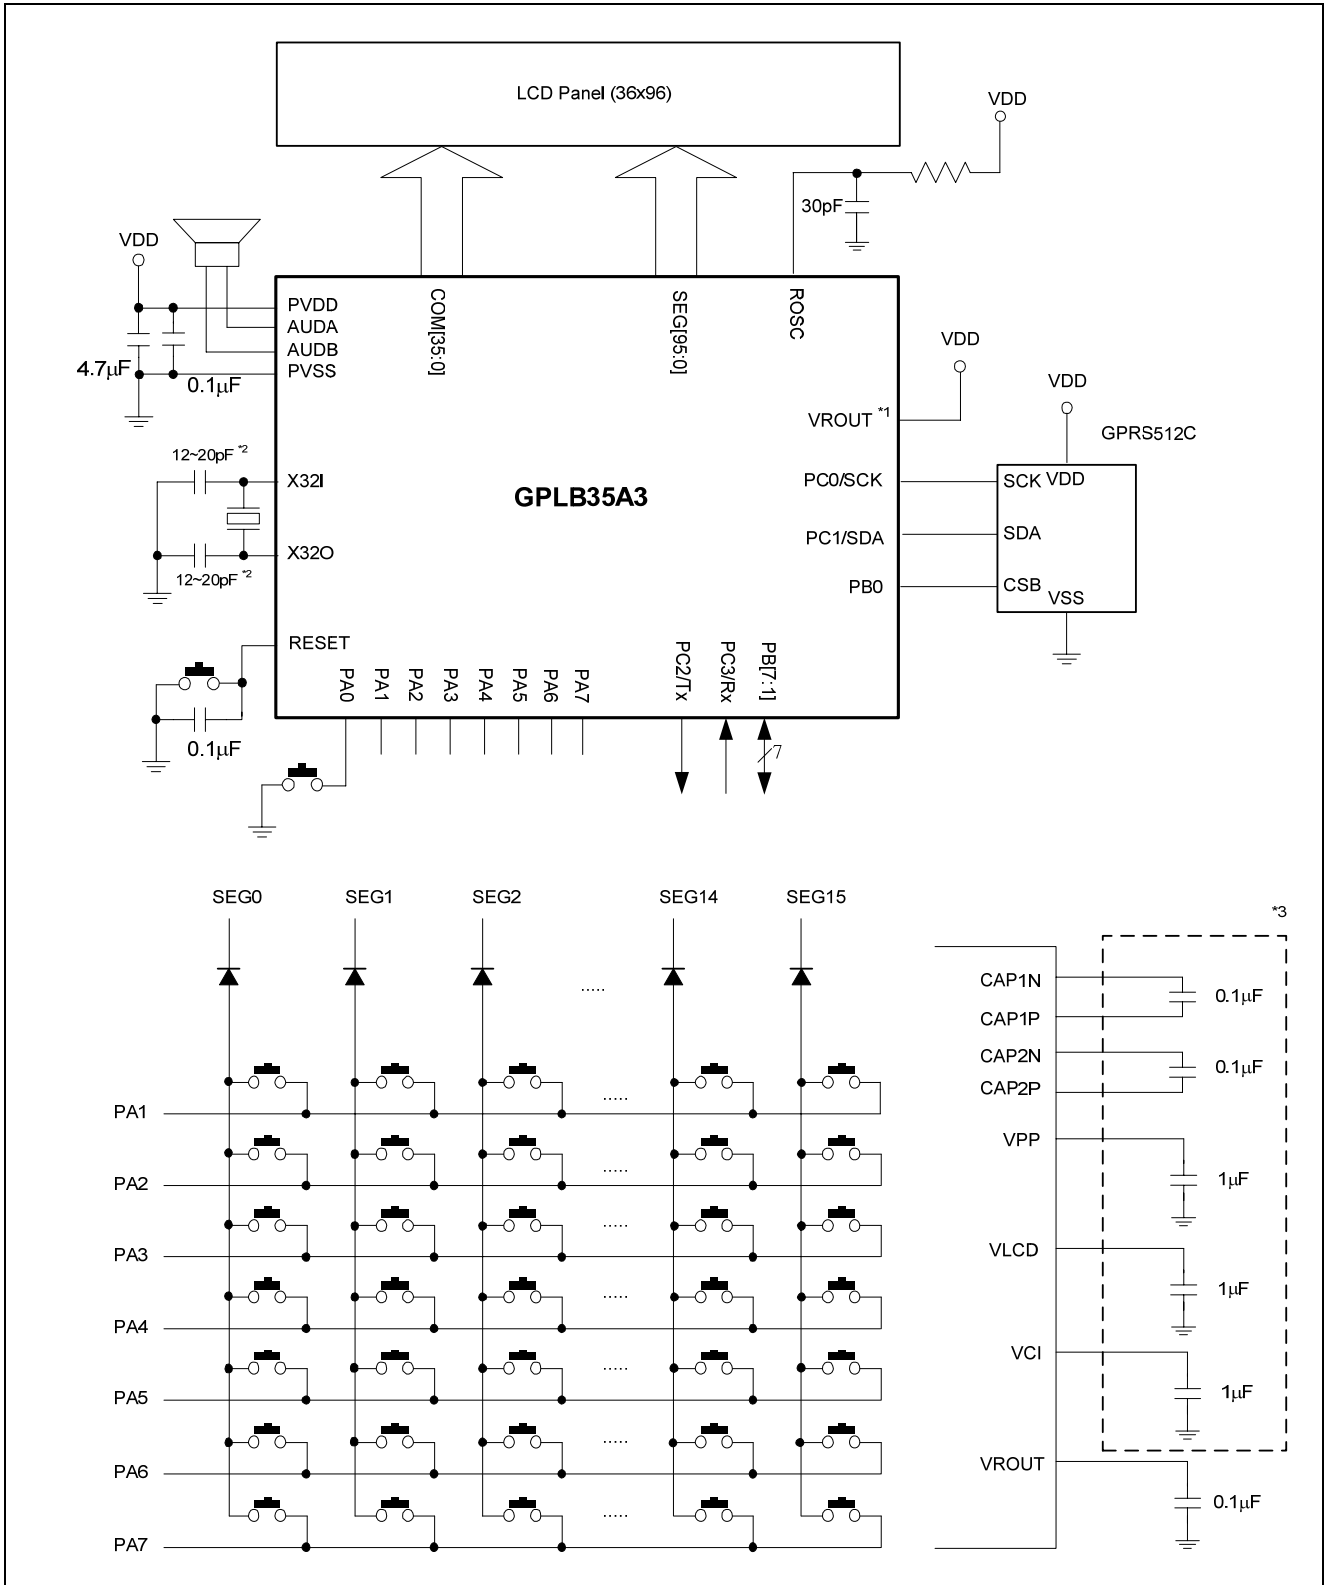 LCD Panel (36x96)
VDD
30pF
VDD
PVDD
AUDA
AUDB
PVSS
4.7μF
0.1μF
COM[35:0]
SEG[95:0]
ROSC
VDD
VROUT *1
VDD
GPRS512C
12~20pF *2
X32I
X32O
12~20pF *2
GPLB35A3
PC0/SCK
PC1/SDA
PB0
SCK VDD
SDA
CSB
VSS
RESET
0.1μF
PA0
PA1
PA2
PA3
PA4
PA5
PA6
PA7
PC2/Tx
PC3/Rx
PB[7:1]
7
SEG0
SEG1
SEG2
SEG14
SEG15
.....
PA1
.....
PA2
.....
PA3
.....
PA4
.....
PA5
.....
PA6
.....
PA7
.....
*3
CAP1N
0.1μF
CAP1P
CAP2N
0.1μF
CAP2P
VPP
1μF
VLCD
1μF
VCI
1μF
VROUT
0.1μF